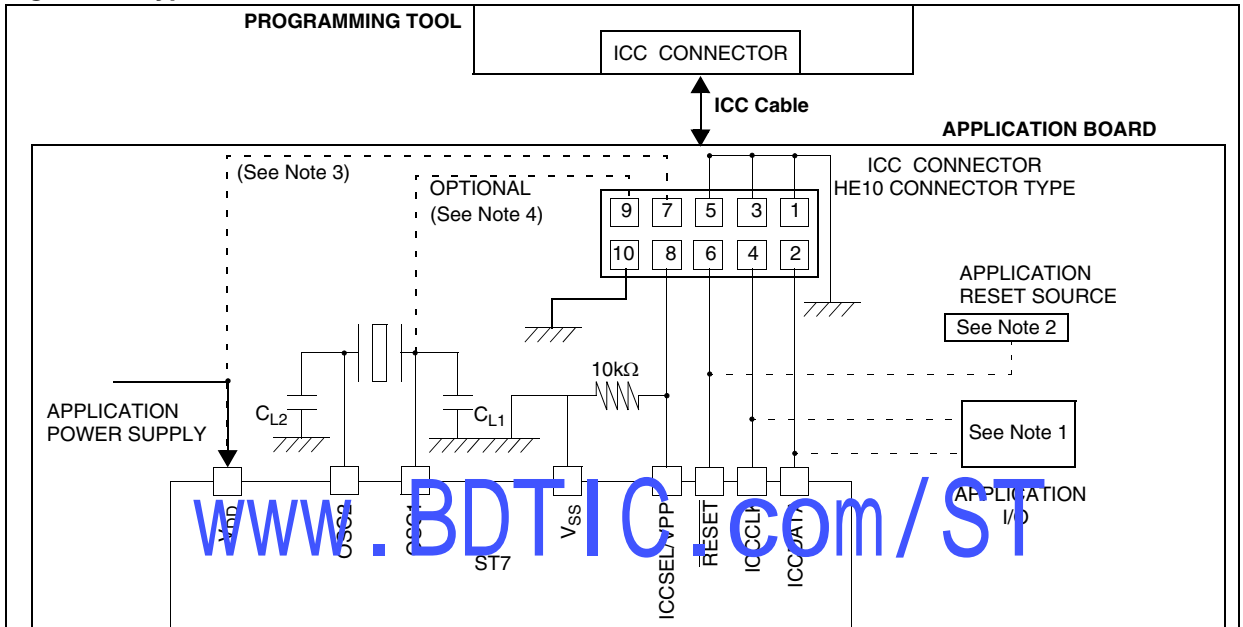 PROGRAMMING TOOL
ICC CONNECTOR
ICC Cable
APPLICATION BOARD
(See Note 3)
OPTIONAL
(See Note 4)
ICC CONNECTOR
HE10 CONNECTOR TYPE
9 7 5 3 1
10 8 6 4 2
APPLICATION
RESET SOURCE
See Note 2
10kΩ
APPLICATION
POWER SUPPLY
CL2
CL1
See Note 1
APPLICATION
I/O
VDD
OSC2
OSC1
VSS
ICCSEL/VPP
RESET
ICCCLK
ICCDATA
ST7
www.BDTIC.com/ST